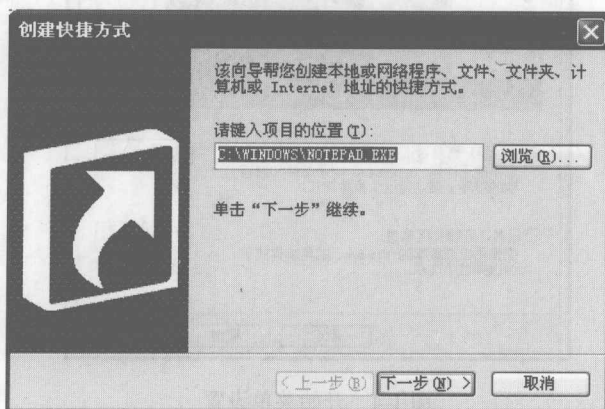 创建快捷方式
该向导帮您创建本地或网络程序、文件、文件夹、计
算机或 Internet 地址的快捷方式。
请键入项目的位置(T):
C:\WINDOWS\NOTEPAD.EXE
浏览(R)...
单击“下一步”继续。
<上一步(B)
下一步(N)>
取消